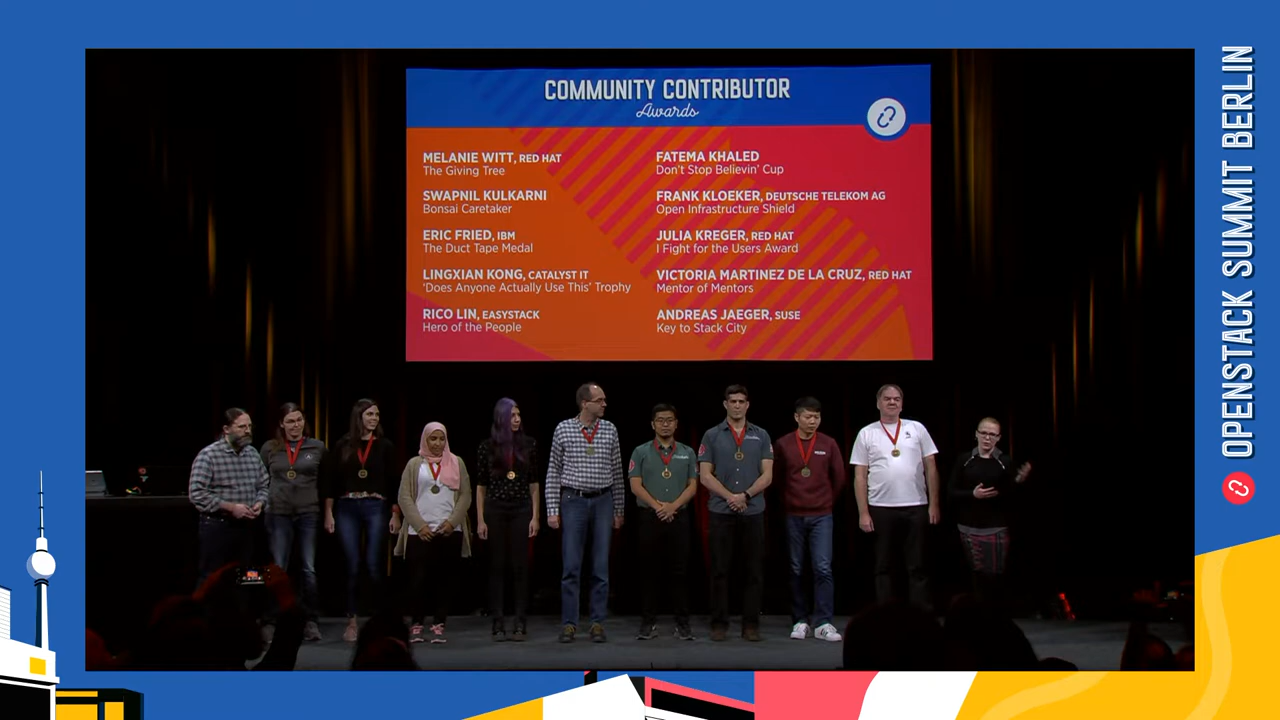 COMMUNITY CONTRIBUTOR
Awards
MELANIE WITT, RED HAT
The Giving Tree
SWAPNIL KULKARNI
Bonsai Caretaker
ERIC FRIED, IBM
The Duct Tape Medal
LINGXIAN KONG, CATALYST IT
'Does Anyone Actually Use This' Trophy
RICO LIN, EASYSTACK
Hero of the People
FATEMA KHALED
Don't Stop Believin' Cup
FRANK KLOEKER, DEUTSCHE TELEKOM AG
Open Infrastructure Shield
JULIA KREGER, RED HAT
I Fight for the Users Award
VICTORIA MARTINEZ DE LA CRUZ, RED HAT
Mentor of Mentors
ANDREAS JAEGER, SUSE
Key to Stack City
OPENSTACK SUMMIT BERLIN